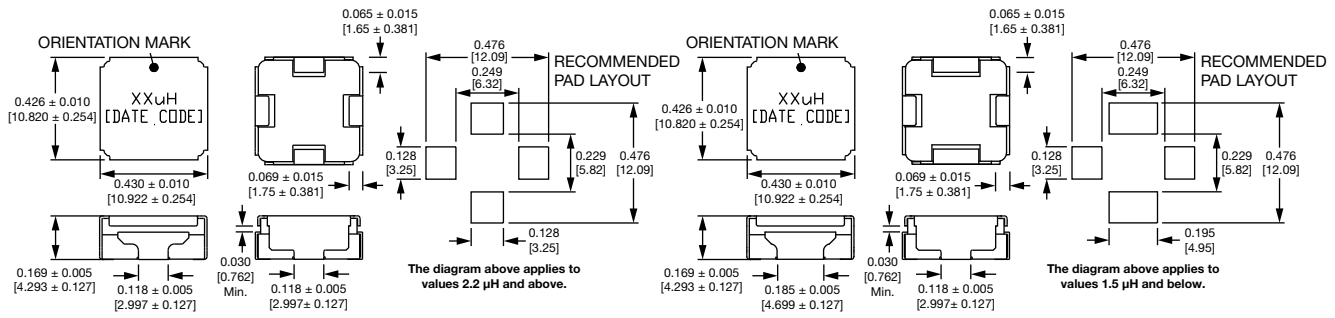 ORIENTATION MARK
0.065 ± 0.015
[1.65 ± 0.381]
0.476
[12.09]
0.249
[6.32]
RECOMMENDED
PAD LAYOUT
XXuH
[DATE CODE]
0.426 ± 0.010
[10.820 ± 0.254]
0.430 ± 0.010
[10.922 ± 0.254]
0.069 ± 0.015
[1.75 ± 0.381]
0.128
[3.25]
0.229
[5.82]
0.476
[12.09]
0.128
[3.25]
0.169 ± 0.005
[4.293 ± 0.127]
0.118 ± 0.005
[2.997± 0.127]
0.030
[0.762]
Min.
0.118 ± 0.005
[2.997± 0.127]
The diagram above applies to
values 2.2 µH and above.
ORIENTATION MARK
0.065 ± 0.015
[1.65 ± 0.381]
0.476
[12.09]
0.249
[6.32]
RECOMMENDED
PAD LAYOUT
XXuH
[DATE CODE]
0.426 ± 0.010
[10.820 ± 0.254]
0.430 ± 0.010
[10.922 ± 0.254]
0.069 ± 0.015
[1.75 ± 0.381]
0.128
[3.25]
0.229
[5.82]
0.476
[12.09]
0.195
[4.95]
0.169 ± 0.005
[4.293 ± 0.127]
0.185 ± 0.005
[4.699 ± 0.127]
0.030
[0.762]
Min.
0.118 ± 0.005
[2.997± 0.127]
The diagram above applies to
values 1.5 µH and below.